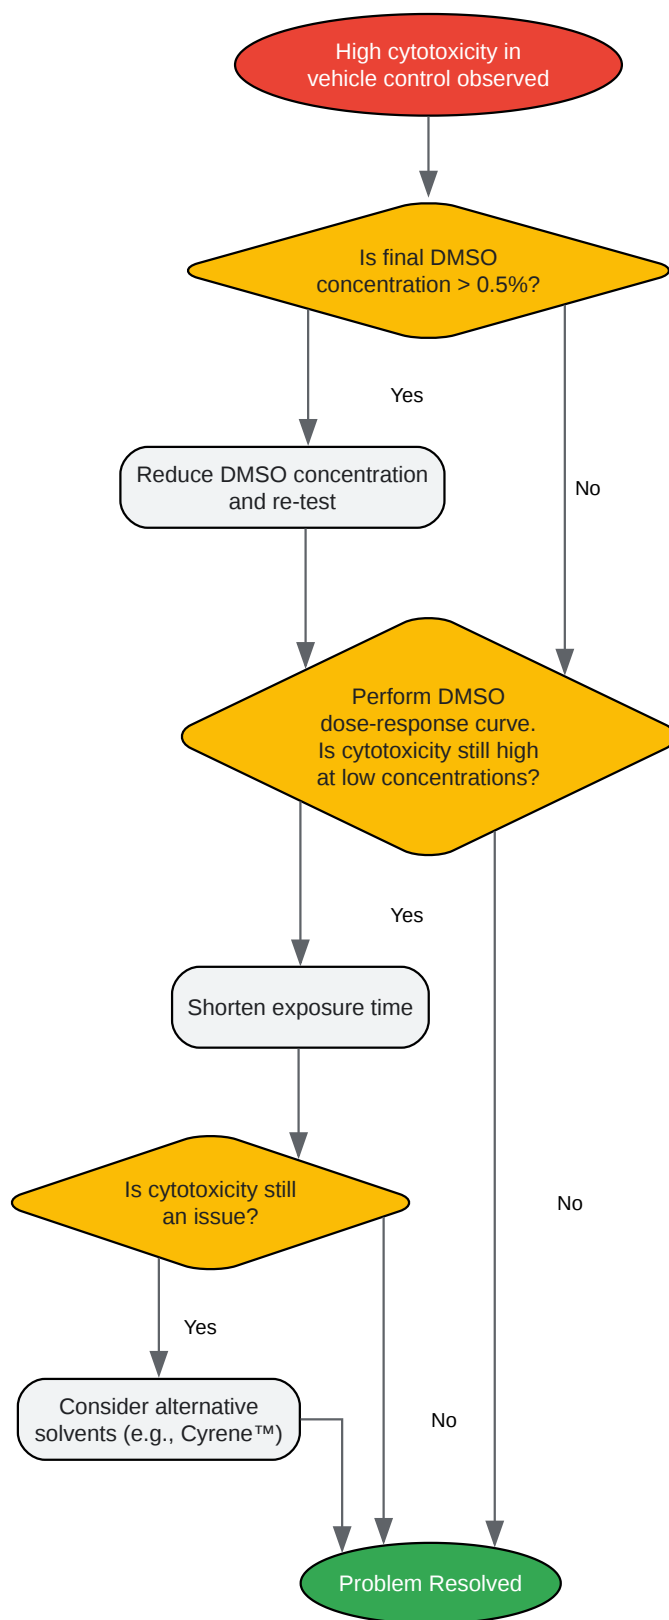 High cytotoxicity in
vehicle control observed
Is final DMSO
concentration > 0.5%?
Yes
Reduce DMSO concentration
and re-test
No
Perform DMSO
dose-response curve.
Is cytotoxicity still high
at low concentrations?
Yes
Shorten exposure time
Is cytotoxicity still
an issue?
No
Yes
Consider alternative
solvents (e.g., Cyrene™)
No
Problem Resolved